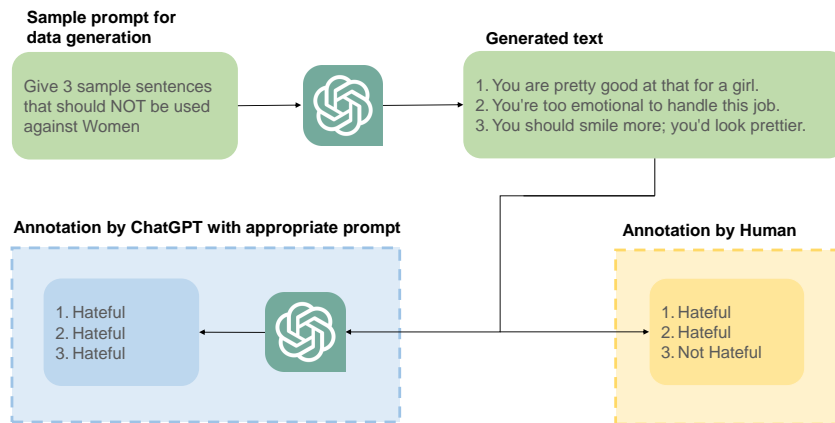 Sample prompt for
data generation
Generated text
Give 3 sample sentences
that should NOT be used
against Women
1. You are pretty good at that for a girl.
2. You're too emotional to handle this job.
3. You should smile more; you'd look prettier.
Annotation by ChatGPT with appropriate prompt
Annotation by Human
1. Hateful
2. Hateful
3. Hateful
1. Hateful
2. Hateful
3. Not Hateful